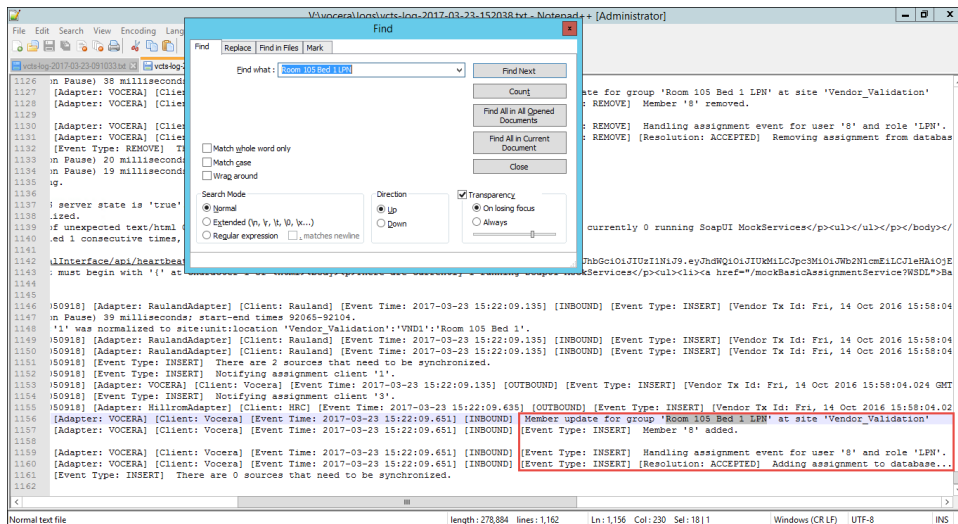 V:\vocera\logs\vcts-log-2017-03-23-152038.txt - Notepad++ [Administrator]
File Edit Search View Encoding Lang
vcts-log-2017-03-23-091033.txt vcts-log-
Find
Find Replace Find in Files Mark
Find what : Room 105 Bed 1 LPN
Find Next
Count
Find All in All Opened Documents
Find All in Current Document
Close
Match whole word only
Match case
Wrap around
Search Mode
Normal
Extended (\n, \r, \t, \0, \x...)
Regular expression . matches newline
Direction
Up
Down
Transparency
On losing focus
Always
1126 on Pause) 38 millisecond
1127 [Adapter: VOCERA] [Clie ate for group 'Room 105 Bed 1 LPN' at site 'Vendor_Validation'
1128 [Adapter: VOCERA] [Clie : REMOVE] Member '8' removed.
1129
1130 [Adapter: VOCERA] [Clie : REMOVE] Handling assignment event for user '8' and role 'LPN'.
1131 [Adapter: VOCERA] [Clie : REMOVE] [Resolution: ACCEPTED] Removing assignment from databas
1132 [Event Type: REMOVE] Th
1133 on Pause) 20 millisecond
1134 on Pause) 19 millisecond
1135 ng.
1136
1137 server state is 'true'
1138 ized.
1139 of unexpected text/html currently 0 running SoapUI MockServices</p><ul></ul></p></body></
1140 ed 1 consecutive times,
1141
1142 lInterface/api/heartbeat
1143 must begin with '{' at MockServices</p><ul><li><a href="/mockBasicAssignmentService?WSDL">Ba
1144
1145
1146 050918] [Adapter: RaulandAdapter] [Client: Rauland] [Event Time: 2017-03-23 15:22:09.135] [INBOUND] [Event Type: INSERT] [Vendor Tx Id: Fri, 14 Oct 2016 15:58:04
1147 on Pause) 39 milliseconds; start-end times 92065-92104.
1148 '1' was normalized to site:unit:location 'Vendor_Validation':'VND1':'Room 105 Bed 1'.
1149 050918] [Adapter: RaulandAdapter] [Client: Rauland] [Event Time: 2017-03-23 15:22:09.135] [INBOUND] [Event Type: INSERT] [Vendor Tx Id: Fri, 14 Oct 2016 15:58:04
1150 050918] [Adapter: RaulandAdapter] [Client: Rauland] [Event Time: 2017-03-23 15:22:09.135] [INBOUND] [Event Type: INSERT] [Vendor Tx Id: Fri, 14 Oct 2016 15:58:04
1151 050918] [Event Type: INSERT] There are 2 sources that need to be synchronized.
1152 050918] [Event Type: INSERT] Notifying assignment client '1'.
1153 050918] [Adapter: VOCERA] [Client: Vocera] [Event Time: 2017-03-23 15:22:09.135] [OUTBOUND] [Event Type: INSERT] [Vendor Tx Id: Fri, 14 Oct 2016 15:58:04.024 GMT
1154 050918] [Event Type: INSERT] Notifying assignment client '3'.
1155 050918] [Adapter: HillromAdapter] [Client: HRC] [Event Time: 2017-03-23 15:22:09.635] [OUTBOUND] [Event Type: INSERT] [Vendor Tx Id: Fri, 14 Oct 2016 15:58:04.02
1156 [Adapter: VOCERA] [Client: Vocera] [Event Time: 2017-03-23 15:22:09.651] [INBOUND] Member update for group 'Room 105 Bed 1 LPN' at site 'Vendor_Validation'
1157 [Adapter: VOCERA] [Client: Vocera] [Event Time: 2017-03-23 15:22:09.651] [INBOUND] [Event Type: INSERT] Member '8' added.
1158
1159 [Adapter: VOCERA] [Client: Vocera] [Event Time: 2017-03-23 15:22:09.651] [INBOUND] [Event Type: INSERT] Handling assignment event for user '8' and role 'LPN'.
1160 [Adapter: VOCERA] [Client: Vocera] [Event Time: 2017-03-23 15:22:09.651] [INBOUND] [Event Type: INSERT] [Resolution: ACCEPTED] Adding assignment to database...
1161 [Event Type: INSERT] There are 0 sources that need to be synchronized.
1162
Normal text file length : 278,884 lines : 1,162 Ln : 1,156 Col : 230 Sel : 18 | 1 Windows (CR LF) UTF-8 INS